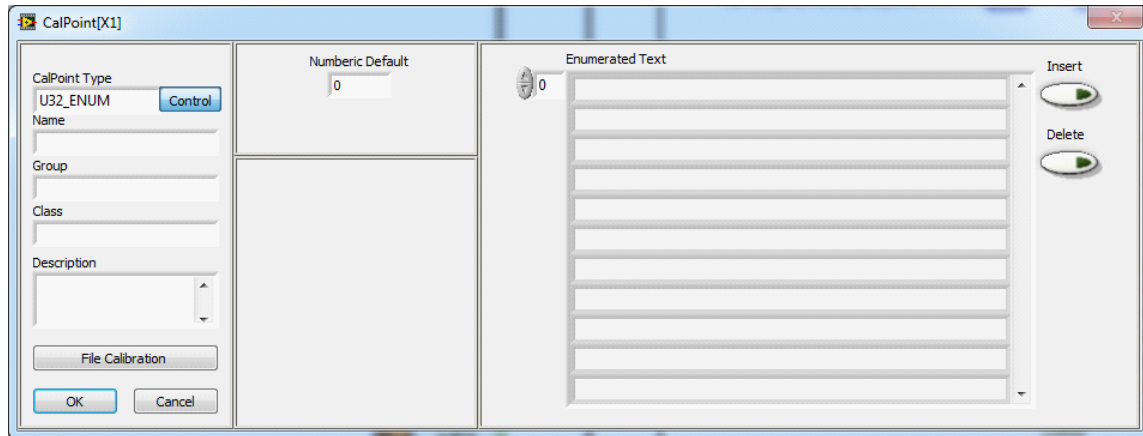 CalPoint[X1]
CalPoint Type
U32_ENUM Control
Name
Group
Class
Description
File Calibration
OK Cancel
Numberic Default
0
Enumerated Text
0
Insert
Delete